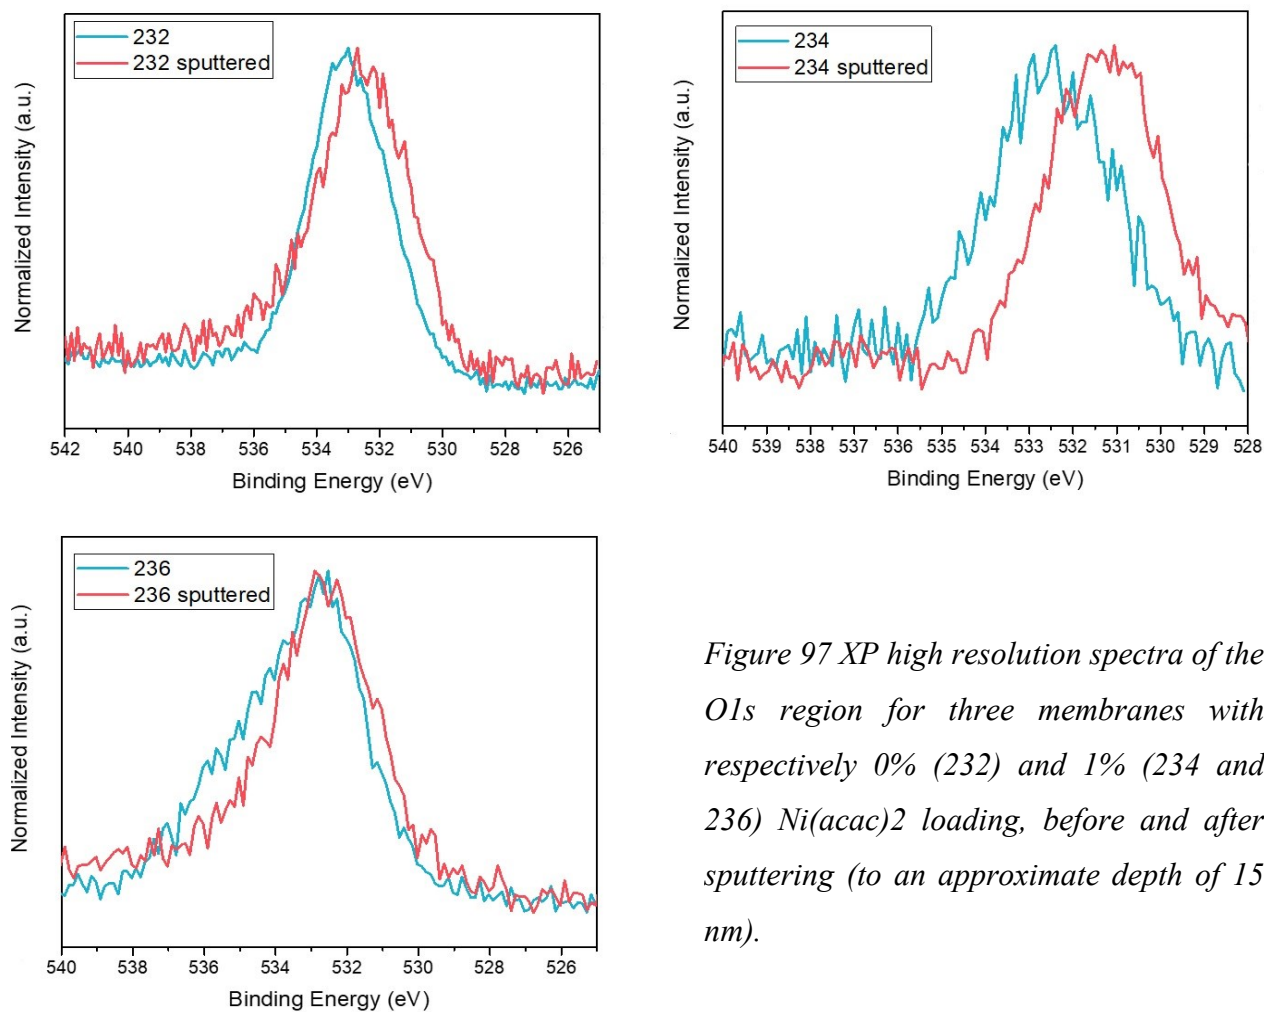 232
232 sputtered
Normalized Intensity (a.u.)
542 540 538 536 534 532 530 528 526
Binding Energy (eV)
234
234 sputtered
Normalized Intensity (a.u.)
540 539 538 537 536 535 534 533 532 531 530 529 528
Binding Energy (eV)
236
236 sputtered
Normalized Intensity (a.u.)
540 538 536 534 532 530 528 526
Binding Energy (eV)
Figure 97 XP high resolution spectra of the
O1s region for three membranes with
respectively 0% (232) and 1% (234 and
236) Ni(acac)2 loading, before and after
sputtering (to an approximate depth of 15
nm).